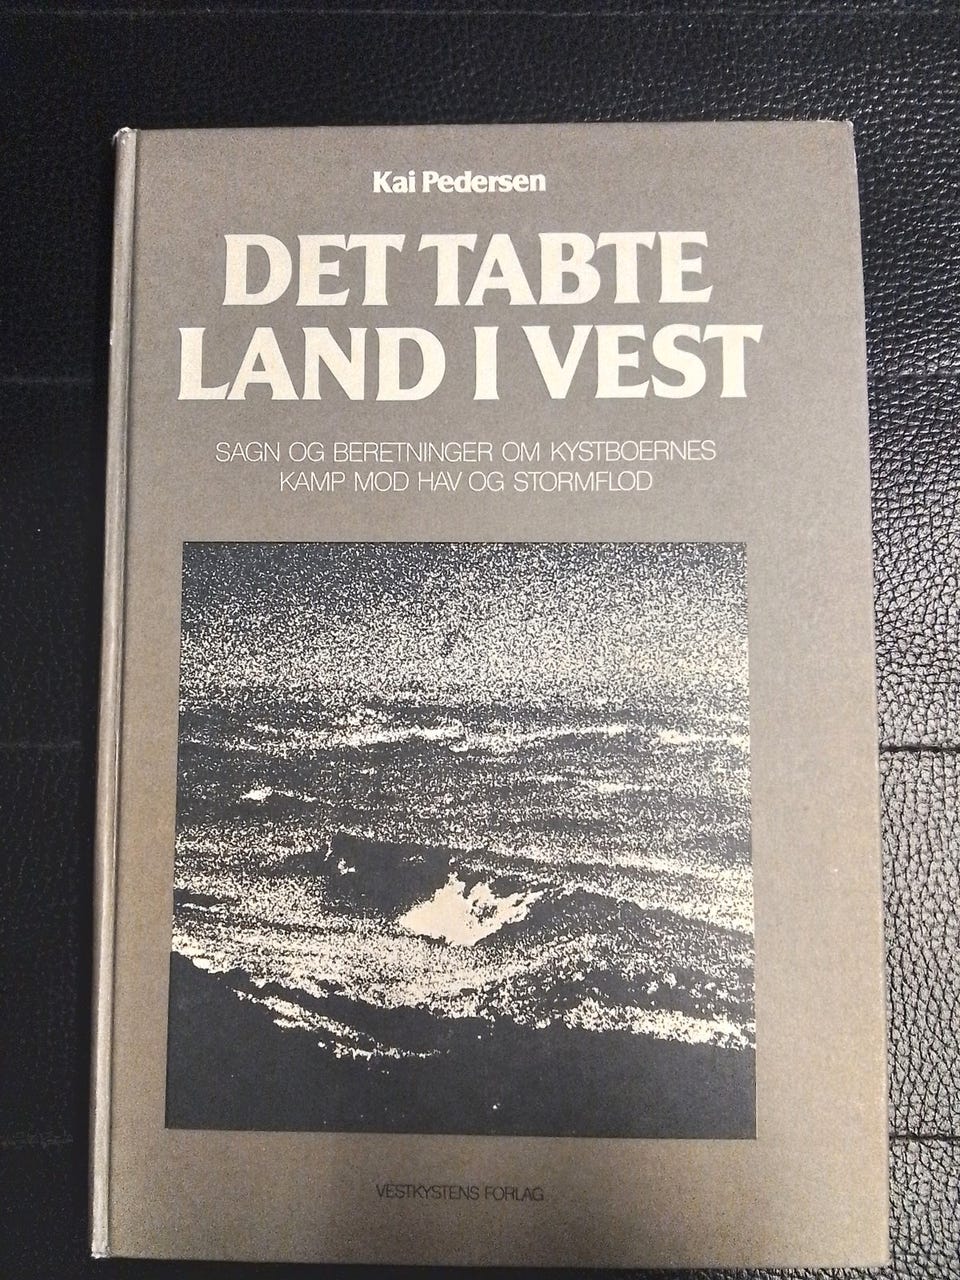 Kai Pedersen
DET TABTE
LAND I VEST
SAGN OG BERETNINGER OM KYSTBOERNES
KAMP MOD HAV OG STORMFLOD
VESTKYSTENS FORLAG